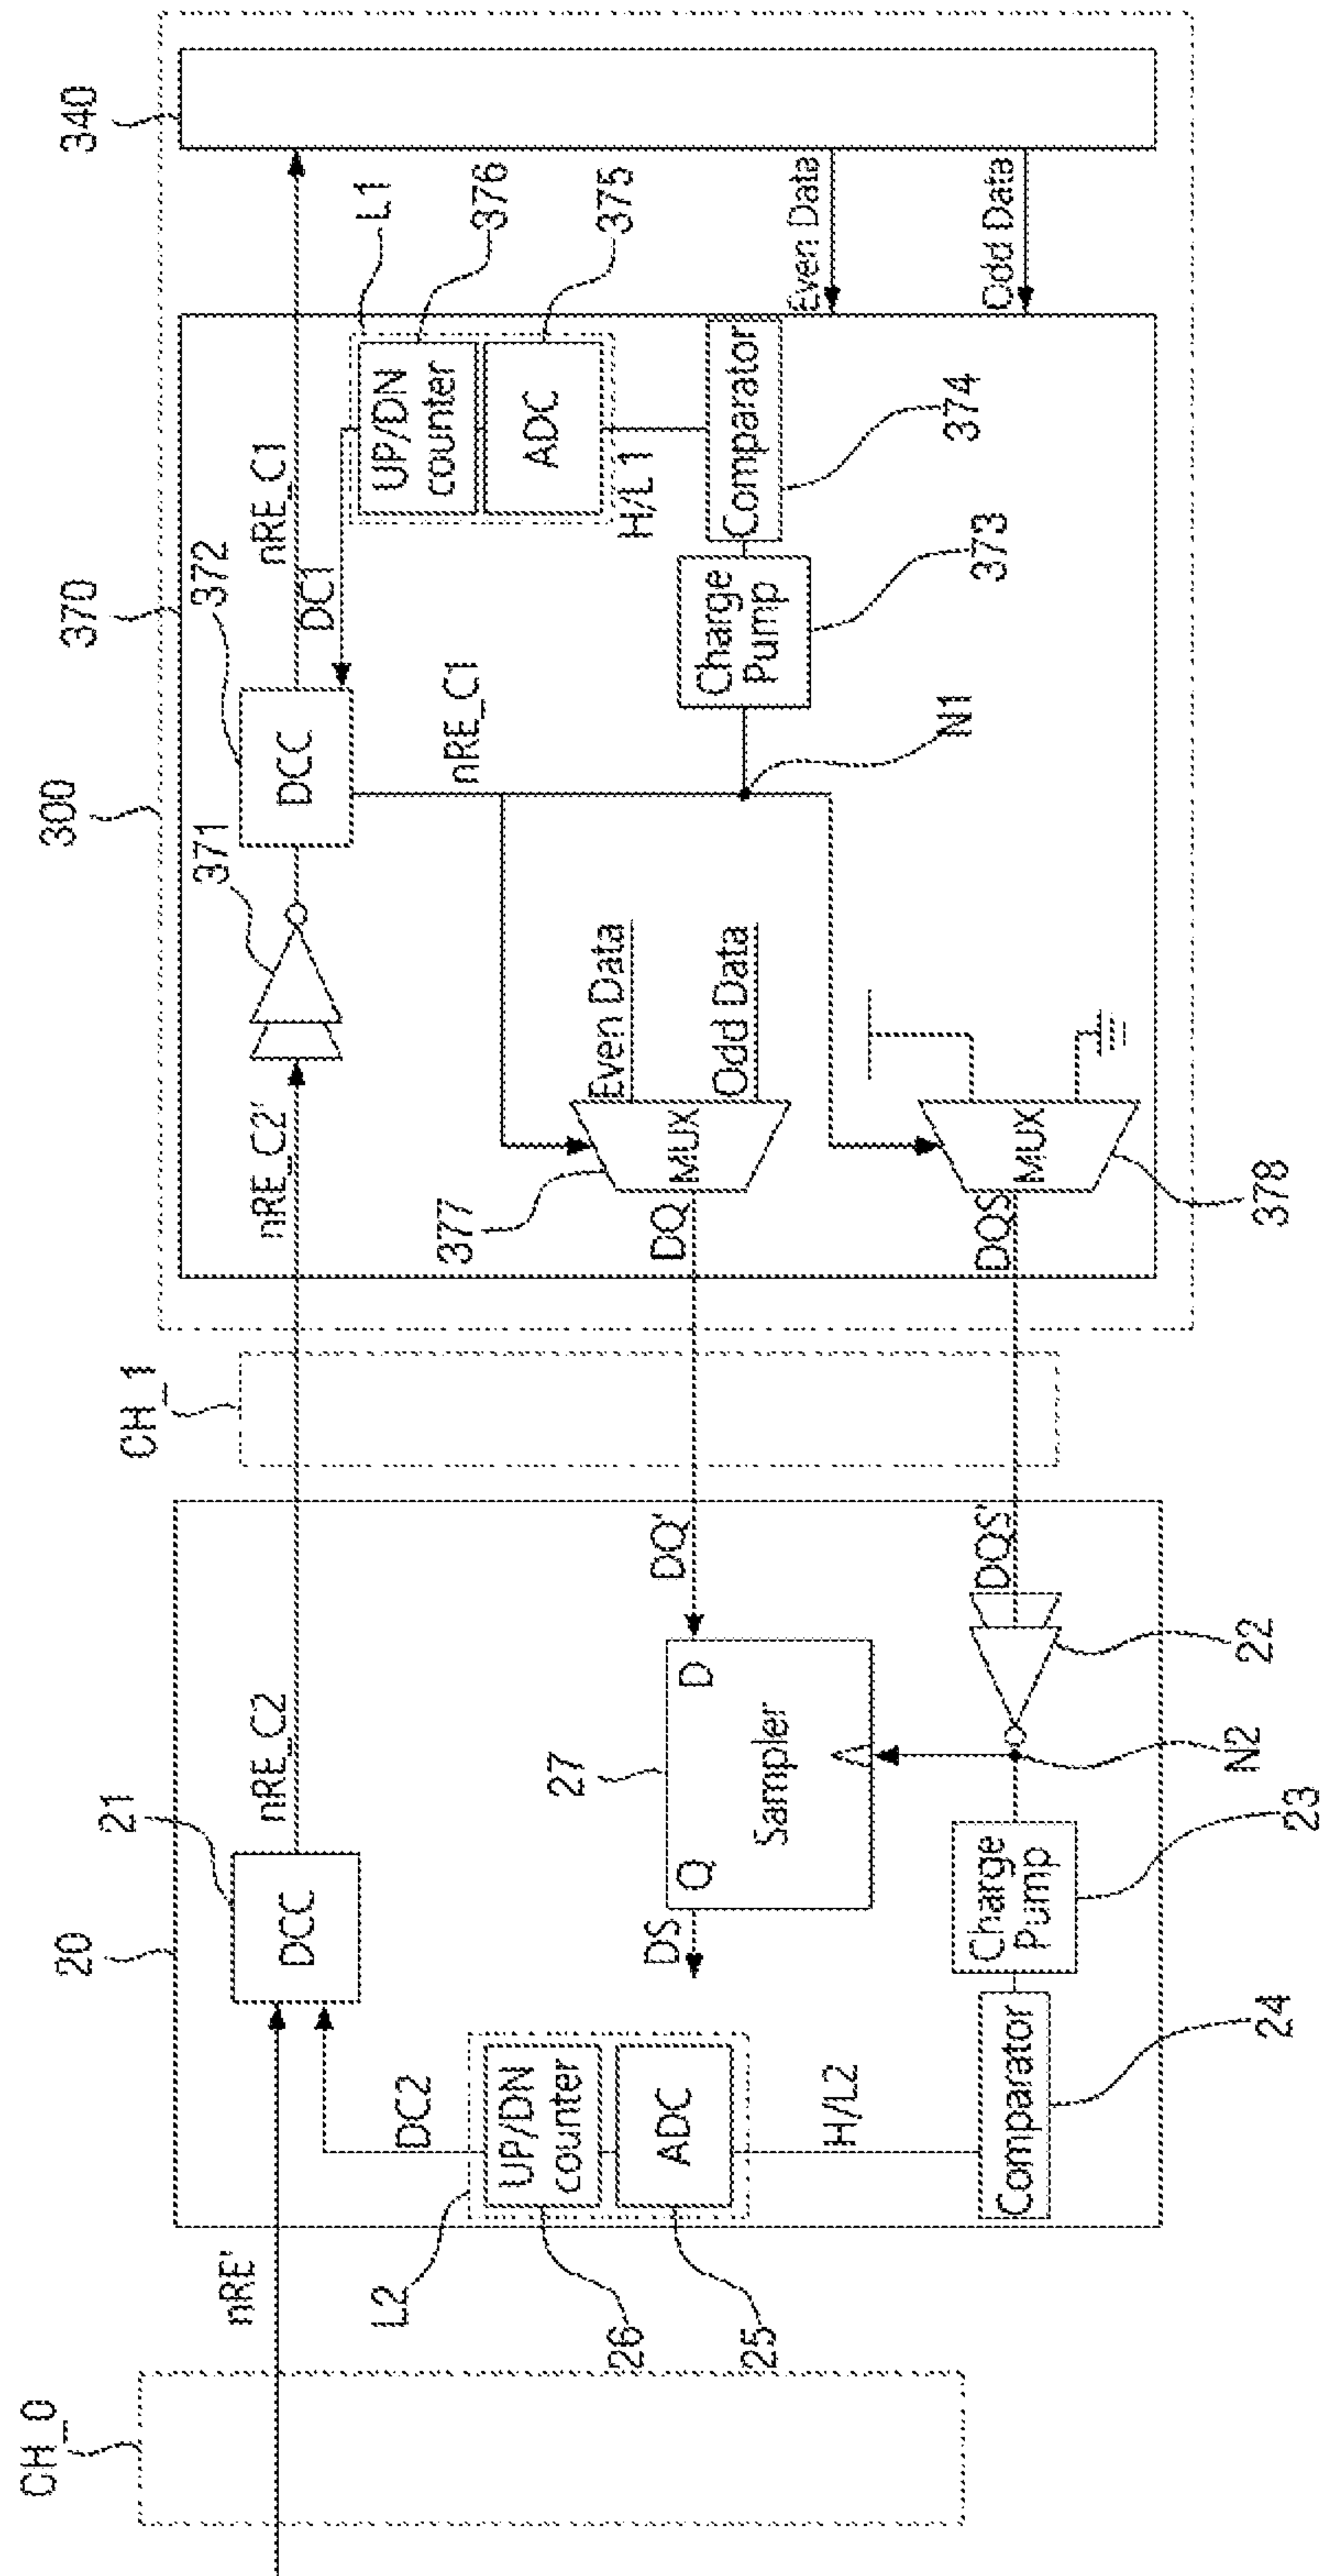 300
370
340
371
372
nRE_C1
L1
376
375
nRE_C2'
DCC
DC1
UP/DN
counter
ADC
nRE_C1
H/L1
Even Data
Odd Data
377
Even Data
Odd Data
MUX
DQ
Charge
Pump
Comparator
373
374
N1
MUX
DQS
378
CH_1
CH_0
20
21
nRE'
DCC
nRE_C2
DC2
L2
UP/DN
counter
ADC
26
25
H/L2
27
DQ'
Q
D
Sampler
DS
DQS'
Comparator
Charge
Pump
24
23
N2
22